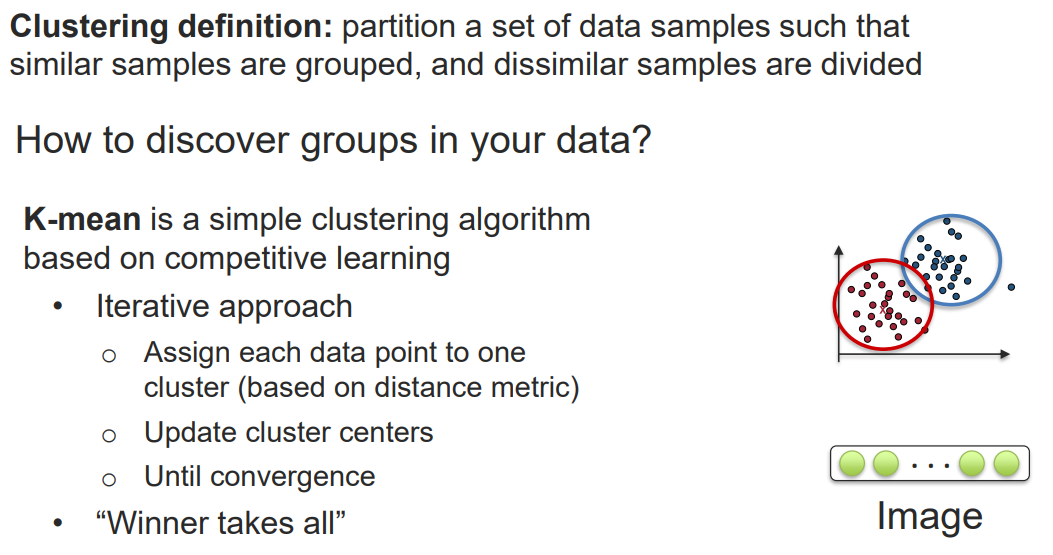 Clustering definition: partition a set of data samples such that
similar samples are grouped, and dissimilar samples are divided
How to discover groups in your data?
K-mean is a simple clustering algorithm
based on competitive learning
• Iterative approach
o Assign each data point to one
cluster (based on distance metric)
o Update cluster centers
o Until convergence
• “Winner takes all”
x
x
. . .
Image